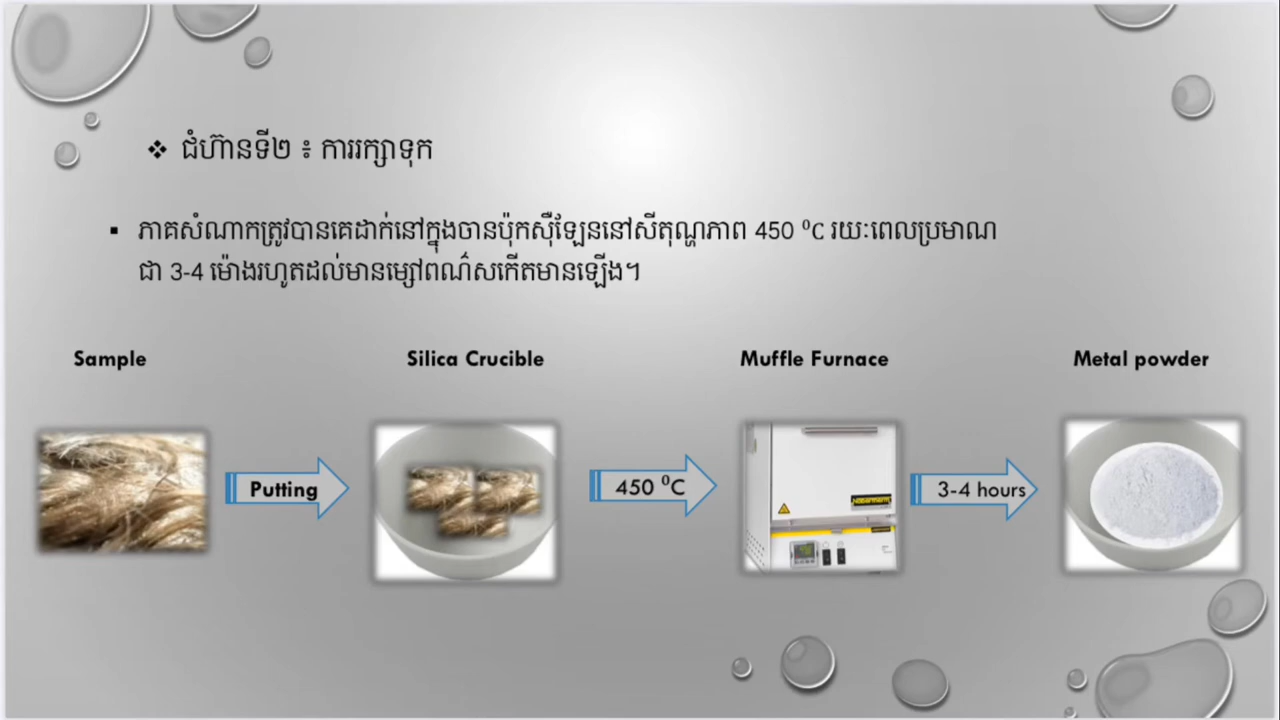 ❖ ជំហ៊ានទី២ ៖ ការរក្សាទុក
▪ ភាគសំណាកត្រូវបានគេដាក់នៅក្នុងចានប៉ុកស៊ឺឡែននៅសីតុណ្ហភាព 450 ⁰C រយៈពេលប្រមាណ
ជា 3-4 ម៉ោងរហូតដល់មានម្សៅពណ៌សកើតមានឡើង។
Sample Silica Crucible Muffle Furnace Metal powder
Putting 450 ⁰C 3-4 hours
Nabertherm